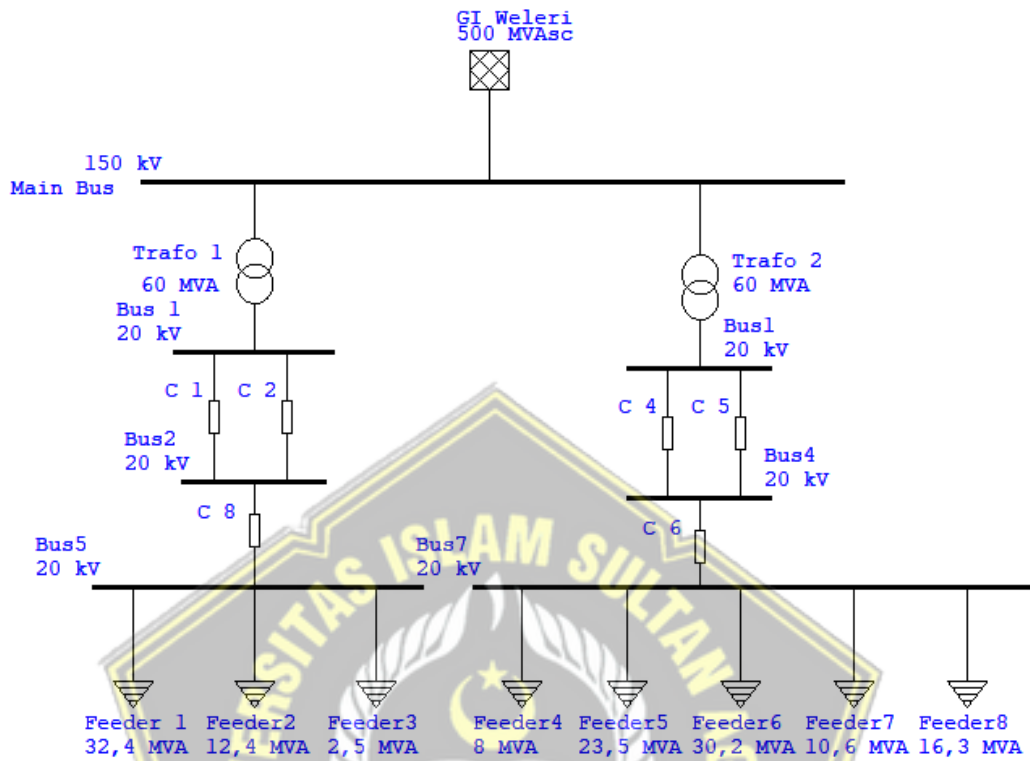 GI Weleri
500 MVAsc
150 kV
Main Bus
Trafo 1
60 MVA
Trafo 2
60 MVA
Bus 1
20 kV
Bus1
20 kV
C 1
C 2
C 4
C 5
Bus2
20 kV
Bus4
20 kV
C 8
C 6
Bus5
20 kV
Bus7
20 kV
Feeder 1
32,4 MVA
Feeder2
12,4 MVA
Feeder3
2,5 MVA
Feeder4
8 MVA
Feeder5
23,5 MVA
Feeder6
30,2 MVA
Feeder7
10,6 MVA
Feeder8
16,3 MVA
ERSITAS ISLAM SULTAN